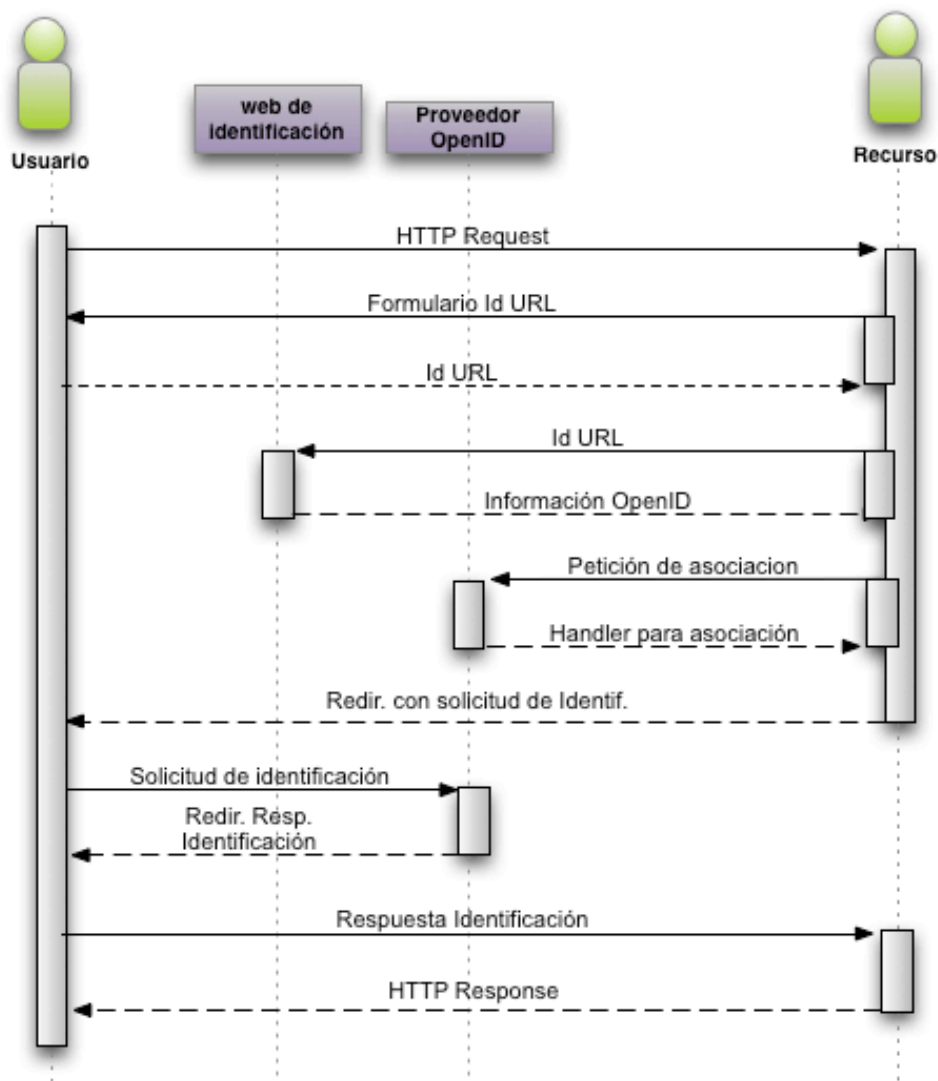 web de
identificación
Proveedor
OpenID
Usuario
Recurso
HTTP Request
Formulario Id URL
Id URL
Id URL
Información OpenID
Petición de asociacion
Handler para asociación
Redir. con solicitud de Identif.
Solicitud de identificación
Redir. Resp.
Identificación
Respuesta Identificación
HTTP Response